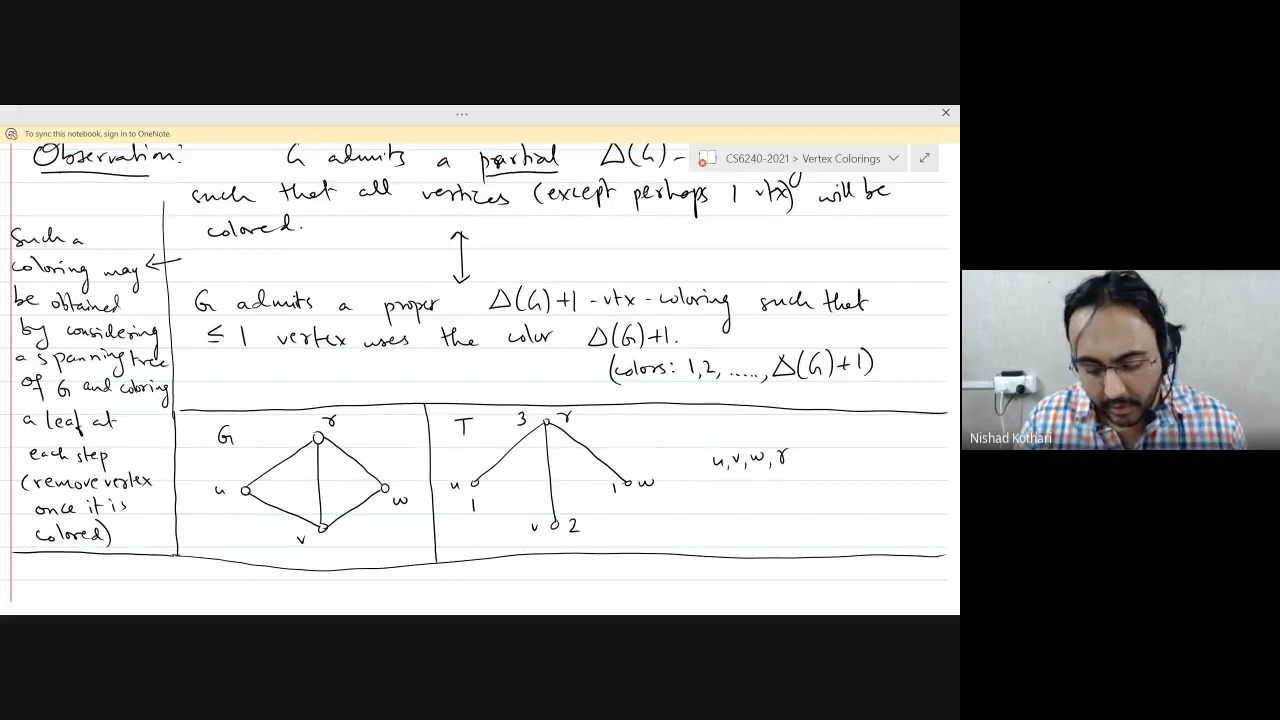 To sync this notebook, sign in to OneNote.
Observation: G admits a partial Δ(G) -
CS6240-2021 > Vertex Colorings
such that all vertices (except perhaps 1 vtx) will be
colored.
Such a
coloring may
be obtained
by considering
a spanning tree
of G and coloring
a leaf at
each step
(remove vertex
once it is
colored)
G admits a proper Δ(G)+1 -vtx-coloring such that
≤ 1 vertex uses the color Δ(G)+1.
(colors: 1,2, ....., Δ(G)+1)
G
r
u
w
v
T
3 r
u
1
v 2
1 w
u, v, w, r
Nishad Kothari